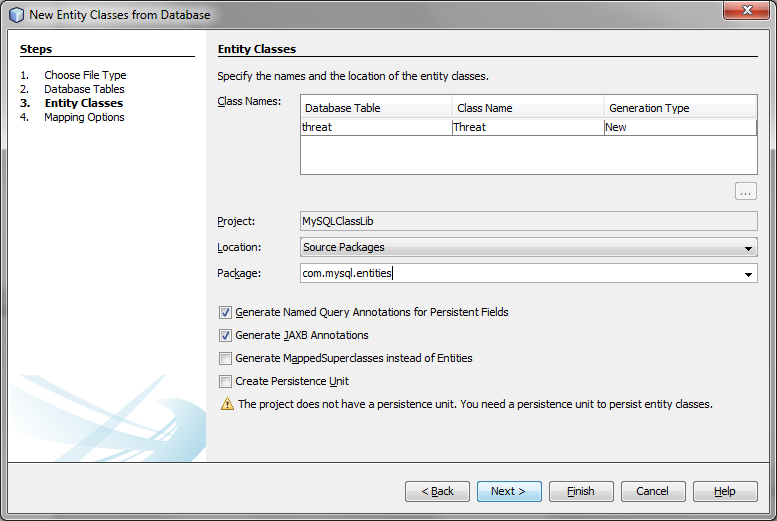 New Entity Classes from Database
Steps
1. Choose File Type
2. Database Tables
3. Entity Classes
4. Mapping Options
Entity Classes
Specify the names and the location of the entity classes.
Class Names:
Database Table Class Name Generation Type
threat Threat New
...
Project: MySQLClassLib
Location: Source Packages
Package: com.mysql.entities
Generate Named Query Annotations for Persistent Fields
Generate JAXB Annotations
Generate MappedSuperclasses instead of Entities
Create Persistence Unit
The project does not have a persistence unit. You need a persistence unit to persist entity classes.
< Back Next > Finish Cancel Help